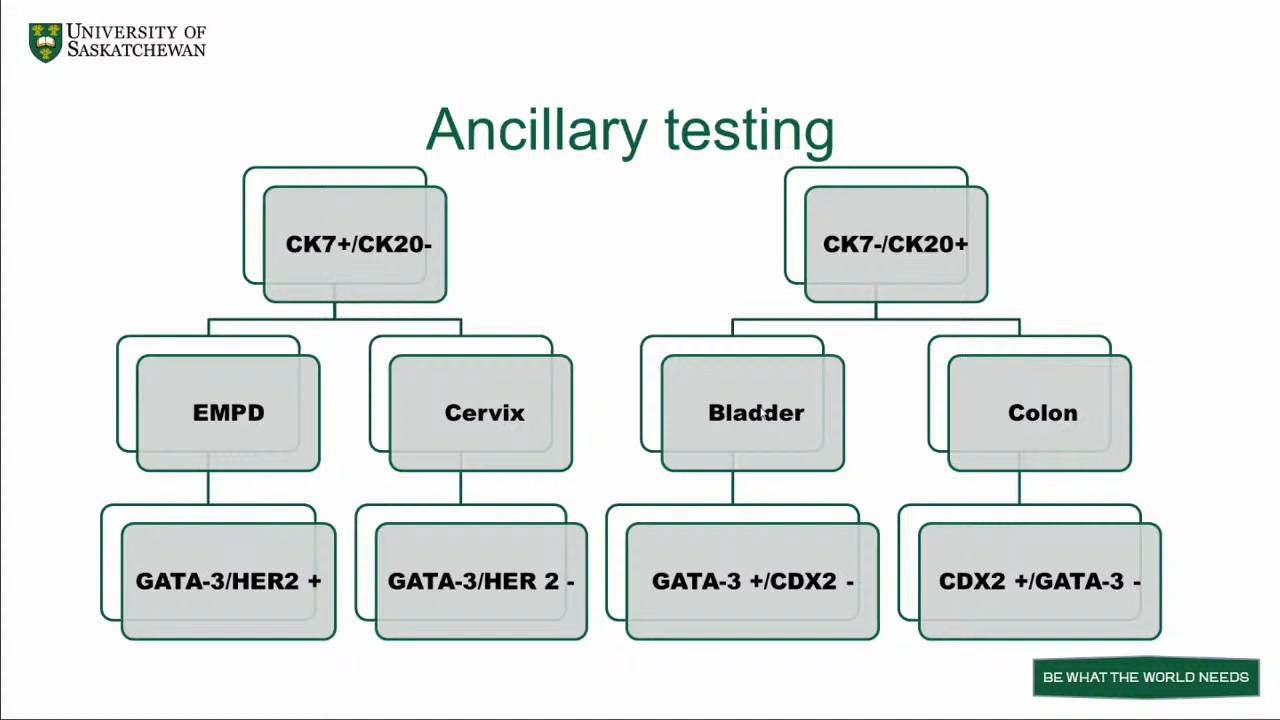 UNIVERSITY OF
SASKATCHEWAN
Ancillary testing
CK7+/CK20-
CK7-/CK20+
EMPD
Cervix
Bladder
Colon
GATA-3/HER2 +
GATA-3/HER 2 -
GATA-3 +/CDX2 -
CDX2 +/GATA-3 -
BE WHAT THE WORLD NEEDS